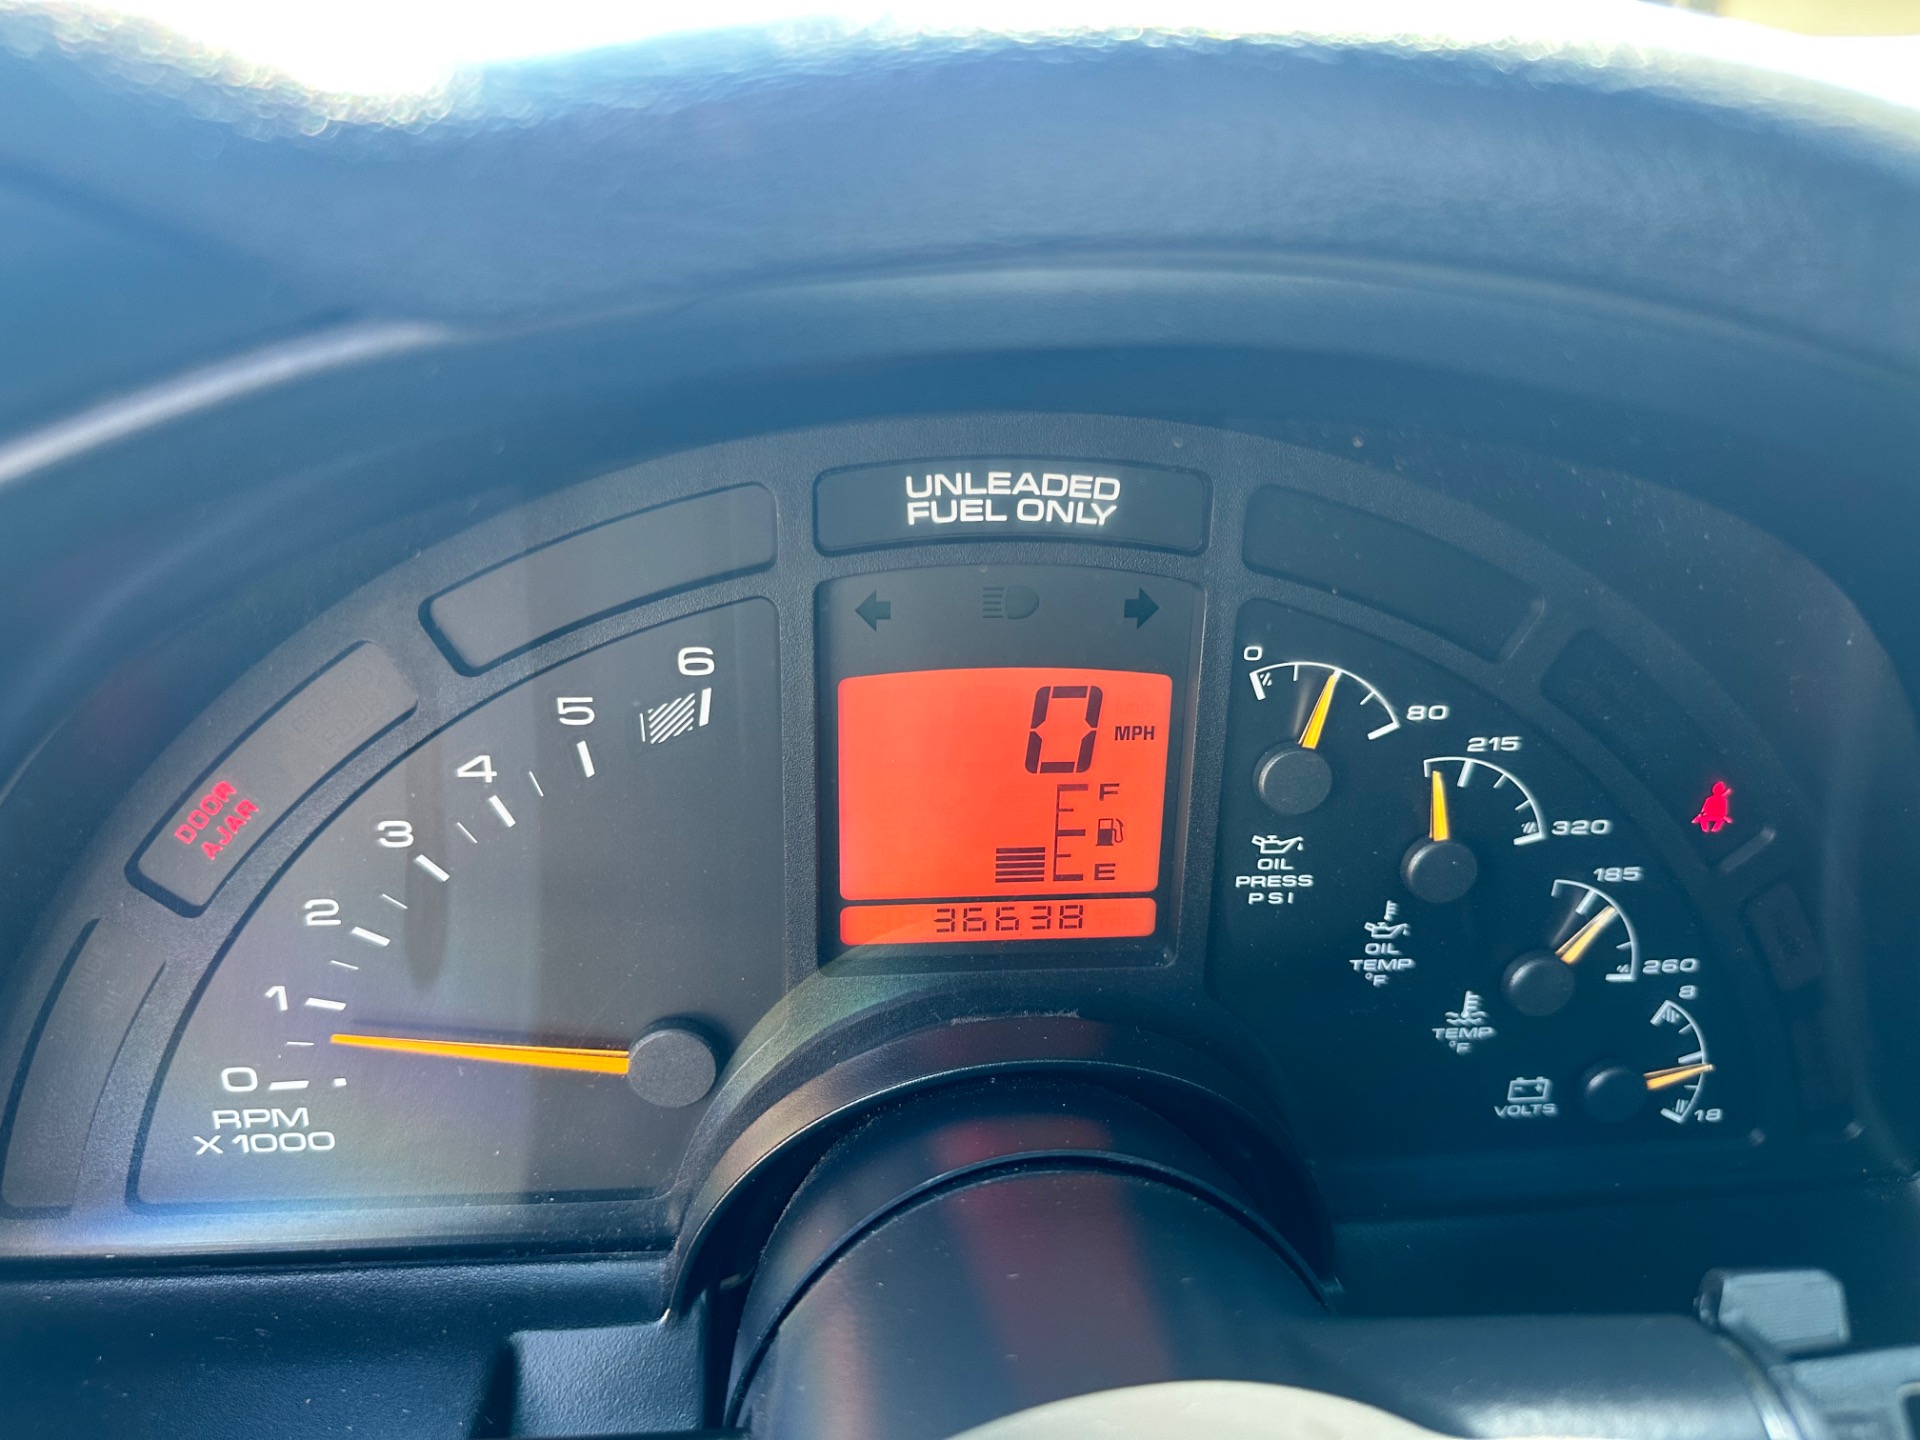 UNLEADED
FUEL ONLY
DOOR
AJAR
6
5
4
3
2
1
0
RPM
X 1000
0
MPH
F
E
36638
0
80
OIL
PRESS
PSI
215
320
OIL
TEMP
°F
185
260
TEMP
°F
8
18
VOLTS